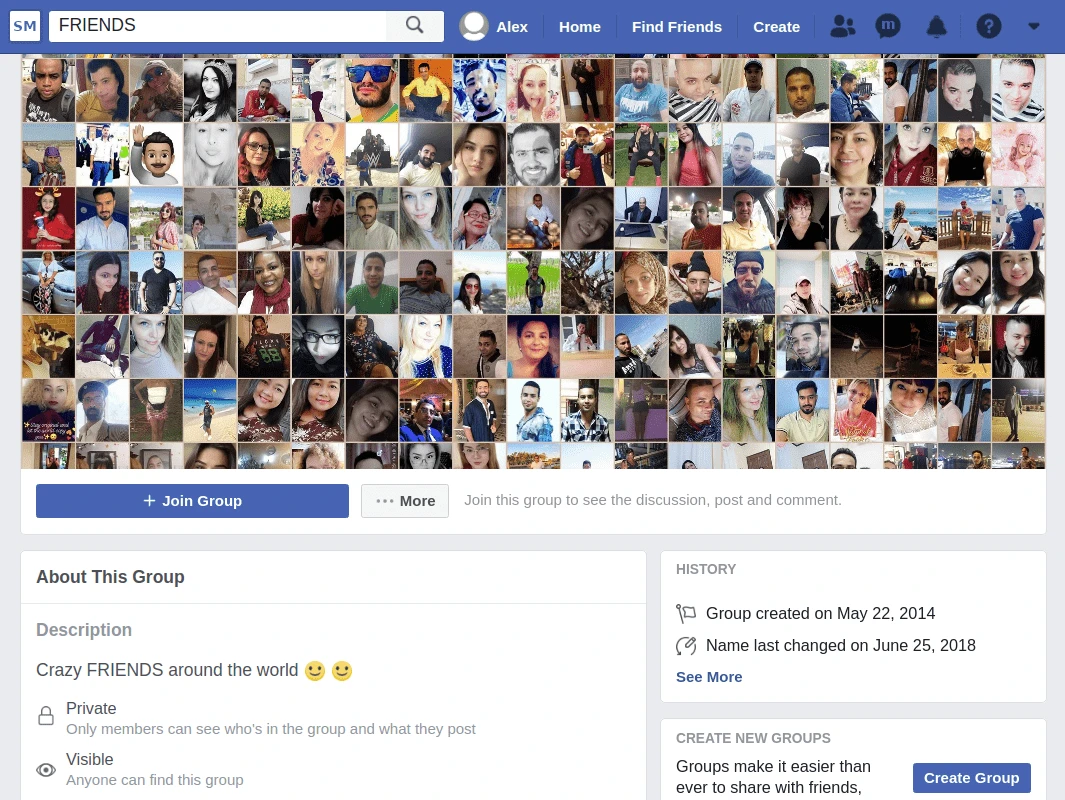 SM
FRIENDS
Alex
Home
Find Friends
Create
m
?
+ Join Group
••• More
Join this group to see the discussion, post and comment.
About This Group
Description
Crazy FRIENDS around the world 🙂 🙂
Private
Only members can see who's in the group and what they post
Visible
Anyone can find this group
HISTORY
Group created on May 22, 2014
Name last changed on June 25, 2018
See More
CREATE NEW GROUPS
Groups make it easier than
ever to share with friends,
Create Group